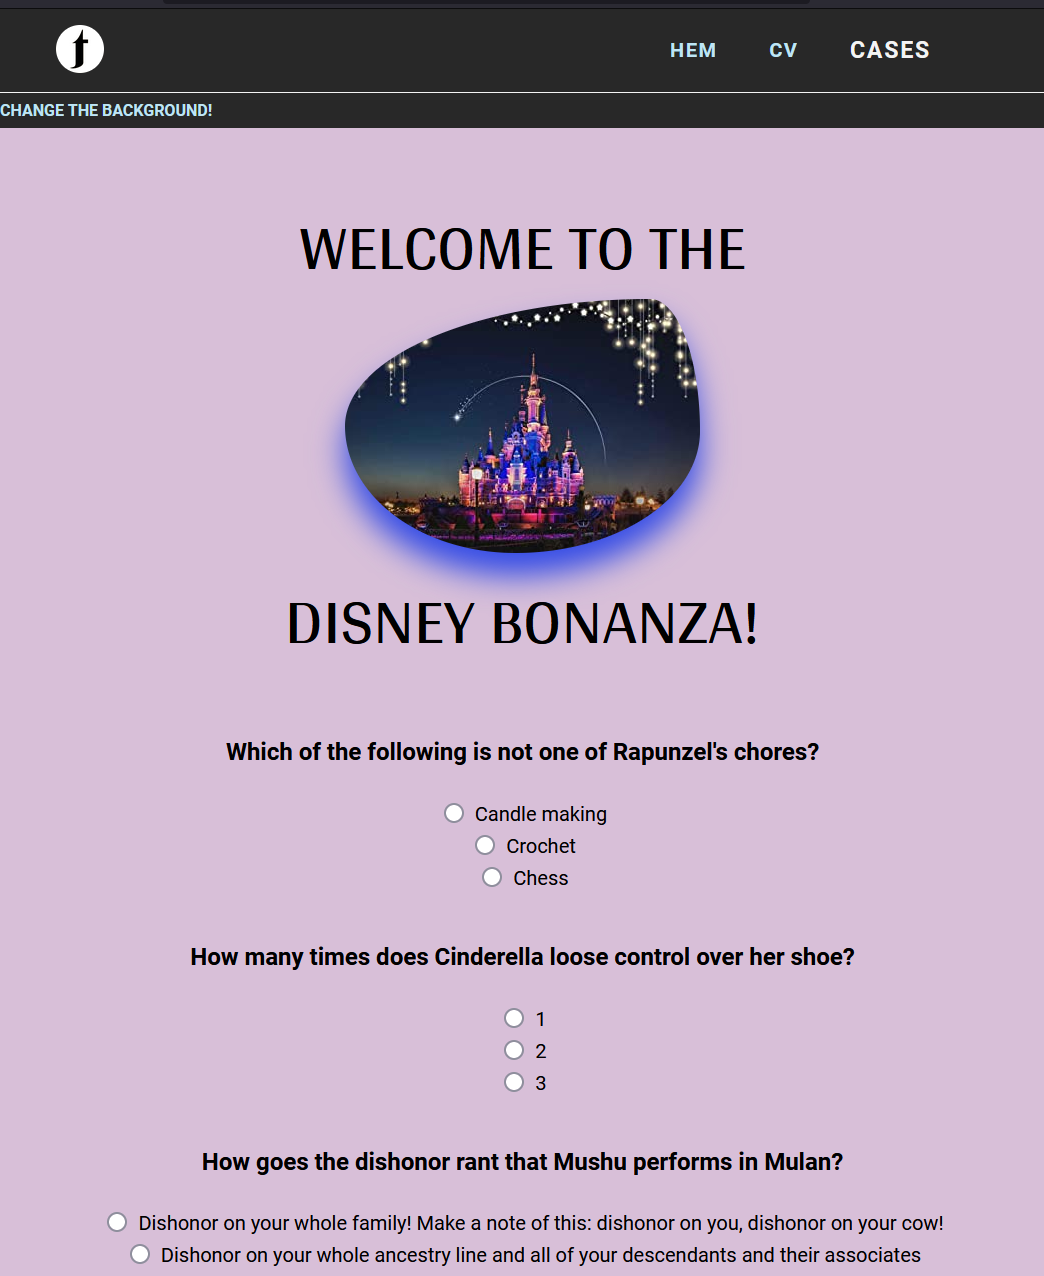 t
HEM CV CASES
CHANGE THE BACKGROUND!
WELCOME TO THE
DISNEY BONANZA!
Which of the following is not one of Rapunzel's chores?
Candle making
Crochet
Chess
How many times does Cinderella loose control over her shoe?
1
2
3
How goes the dishonor rant that Mushu performs in Mulan?
Dishonor on your whole family! Make a note of this: dishonor on you, dishonor on your cow!
Dishonor on your whole ancestry line and all of your descendants and their associates